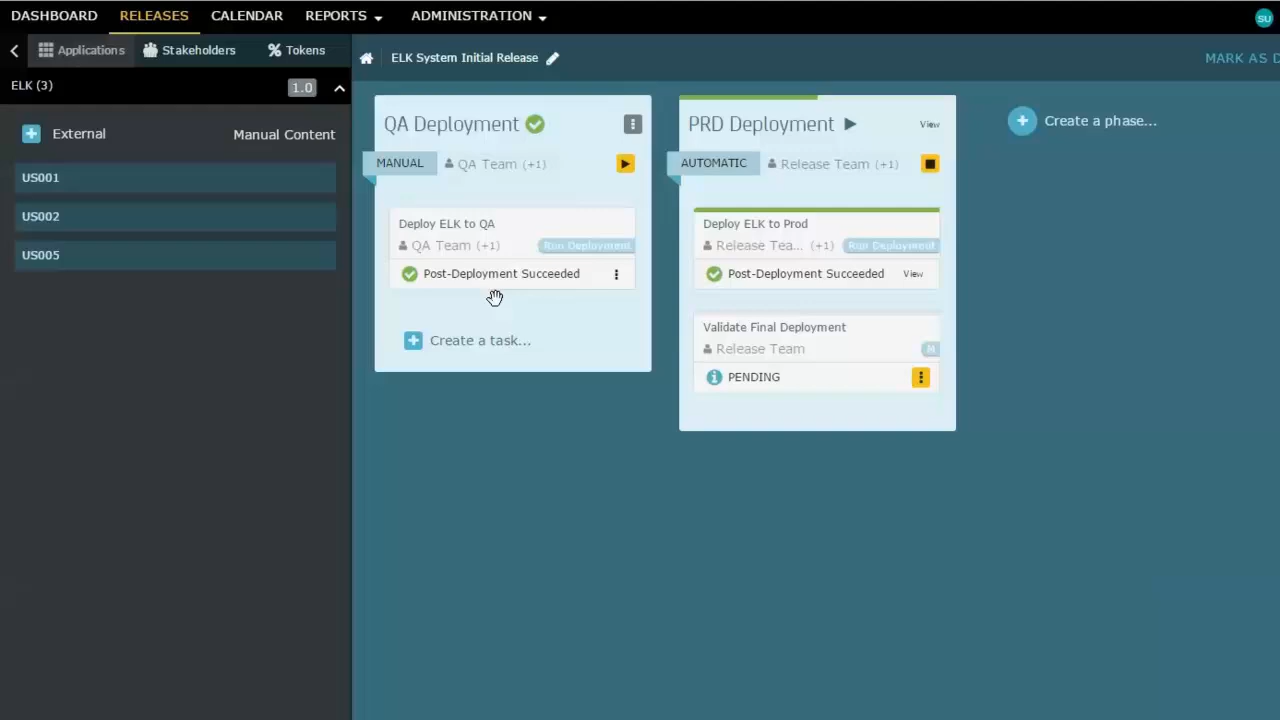 DASHBOARD RELEASES CALENDAR REPORTS ADMINISTRATION SU
Applications Stakeholders Tokens
ELK System Initial Release MARK AS D
ELK (3) 1.0
External Manual Content
US001
US002
US005
QA Deployment
MANUAL QA Team (+1)
Deploy ELK to QA
QA Team (+1) Run Deployment
Post-Deployment Succeeded
Create a task...
PRD Deployment View
AUTOMATIC Release Team (+1)
Deploy ELK to Prod
Release Tea... (+1) Run Deployment
Post-Deployment Succeeded View
Validate Final Deployment
Release Team M
PENDING
Create a phase...